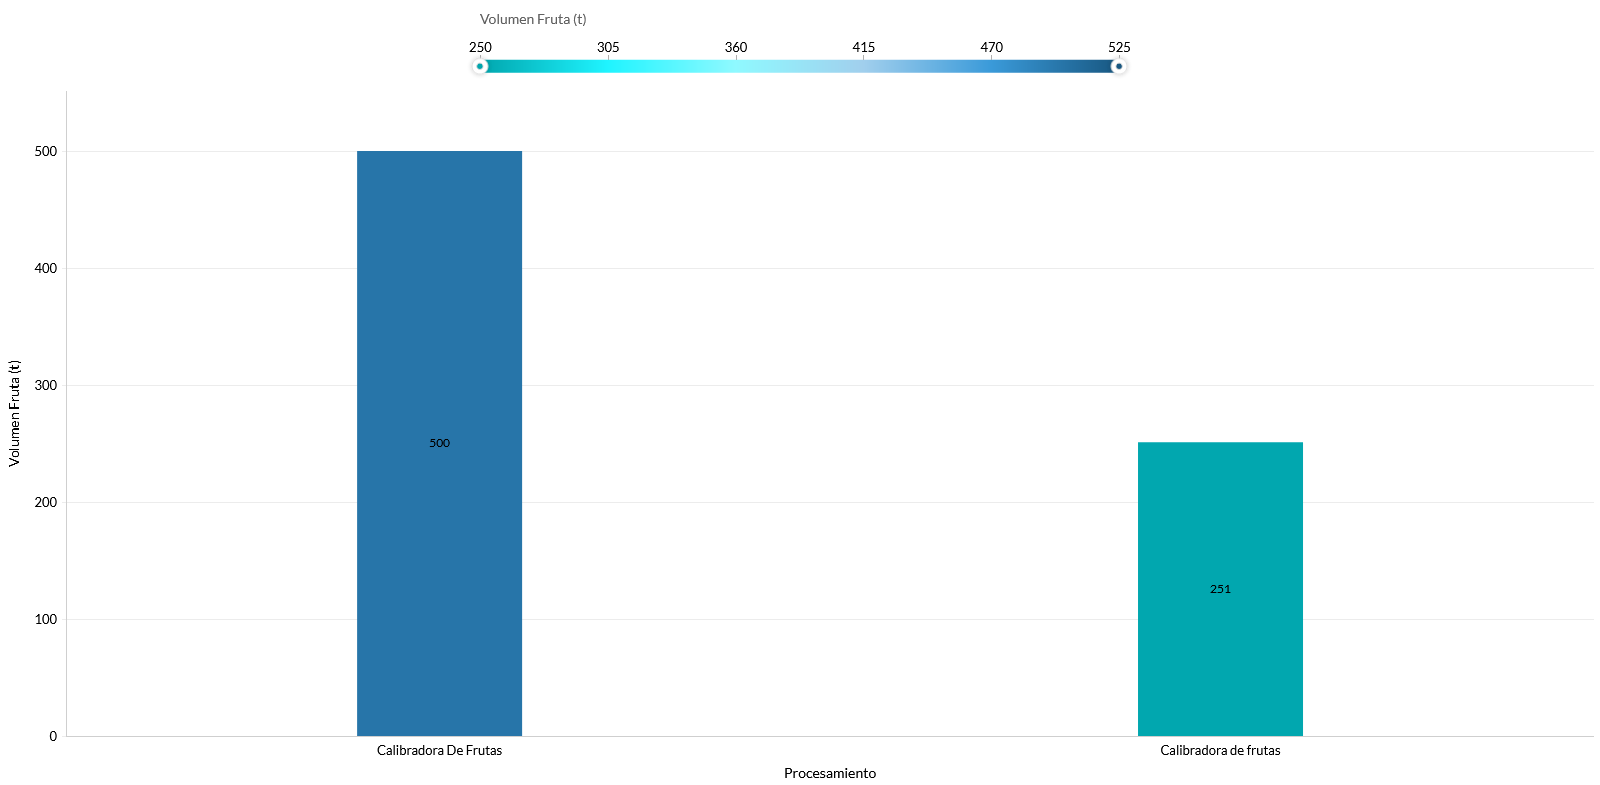 Volumen Fruta (t)
250 305 360 415 470 525
500
400
300
200
100
0
Volumen Fruta (t)
500
251
Calibradora De Frutas Calibradora de frutas
Procesamiento